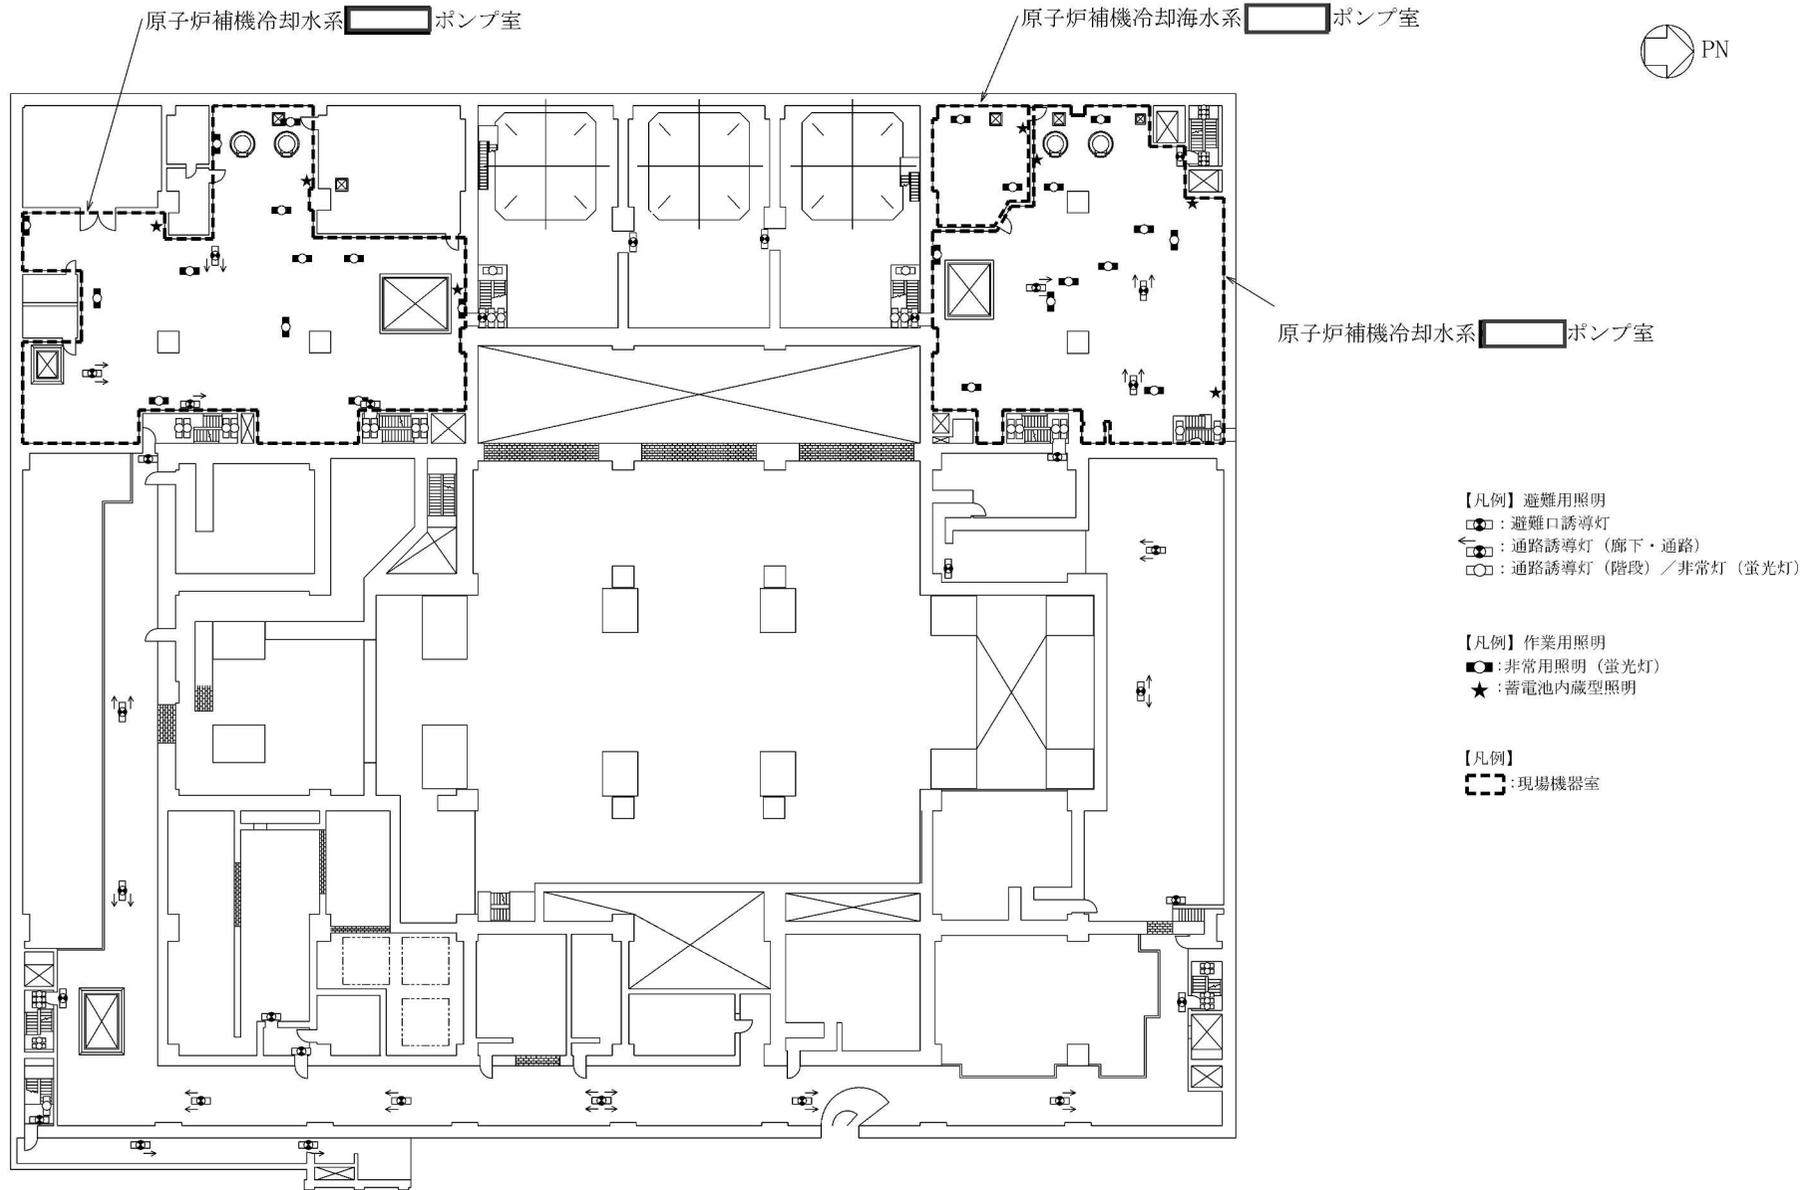 原子炉補機冷却水系 ポンプ室
原子炉補機冷却海水系 ポンプ室
PN
原子炉補機冷却水系 ポンプ室
【凡例】避難用照明
：避難口誘導灯
：通路誘導灯（廊下・通路）
：通路誘導灯（階段）／非常灯（蛍光灯）
【凡例】作業用照明
：非常用照明（蛍光灯）
★：蓄電池内蔵型照明
【凡例】
：現場機器室